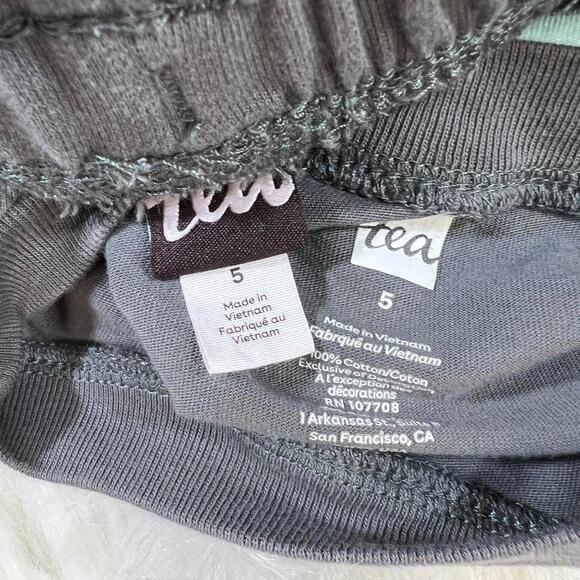 tea
5
Made in
Vietnam
Fabriqué au
Vietnam
tea
5
Made in Vietnam
Fabriqué au Vietnam
100% Cotton/Coton
Exclusive of
À l'exception des
décorations
RN 107708
1 Arkansas St., Suite
San Francisco, CA